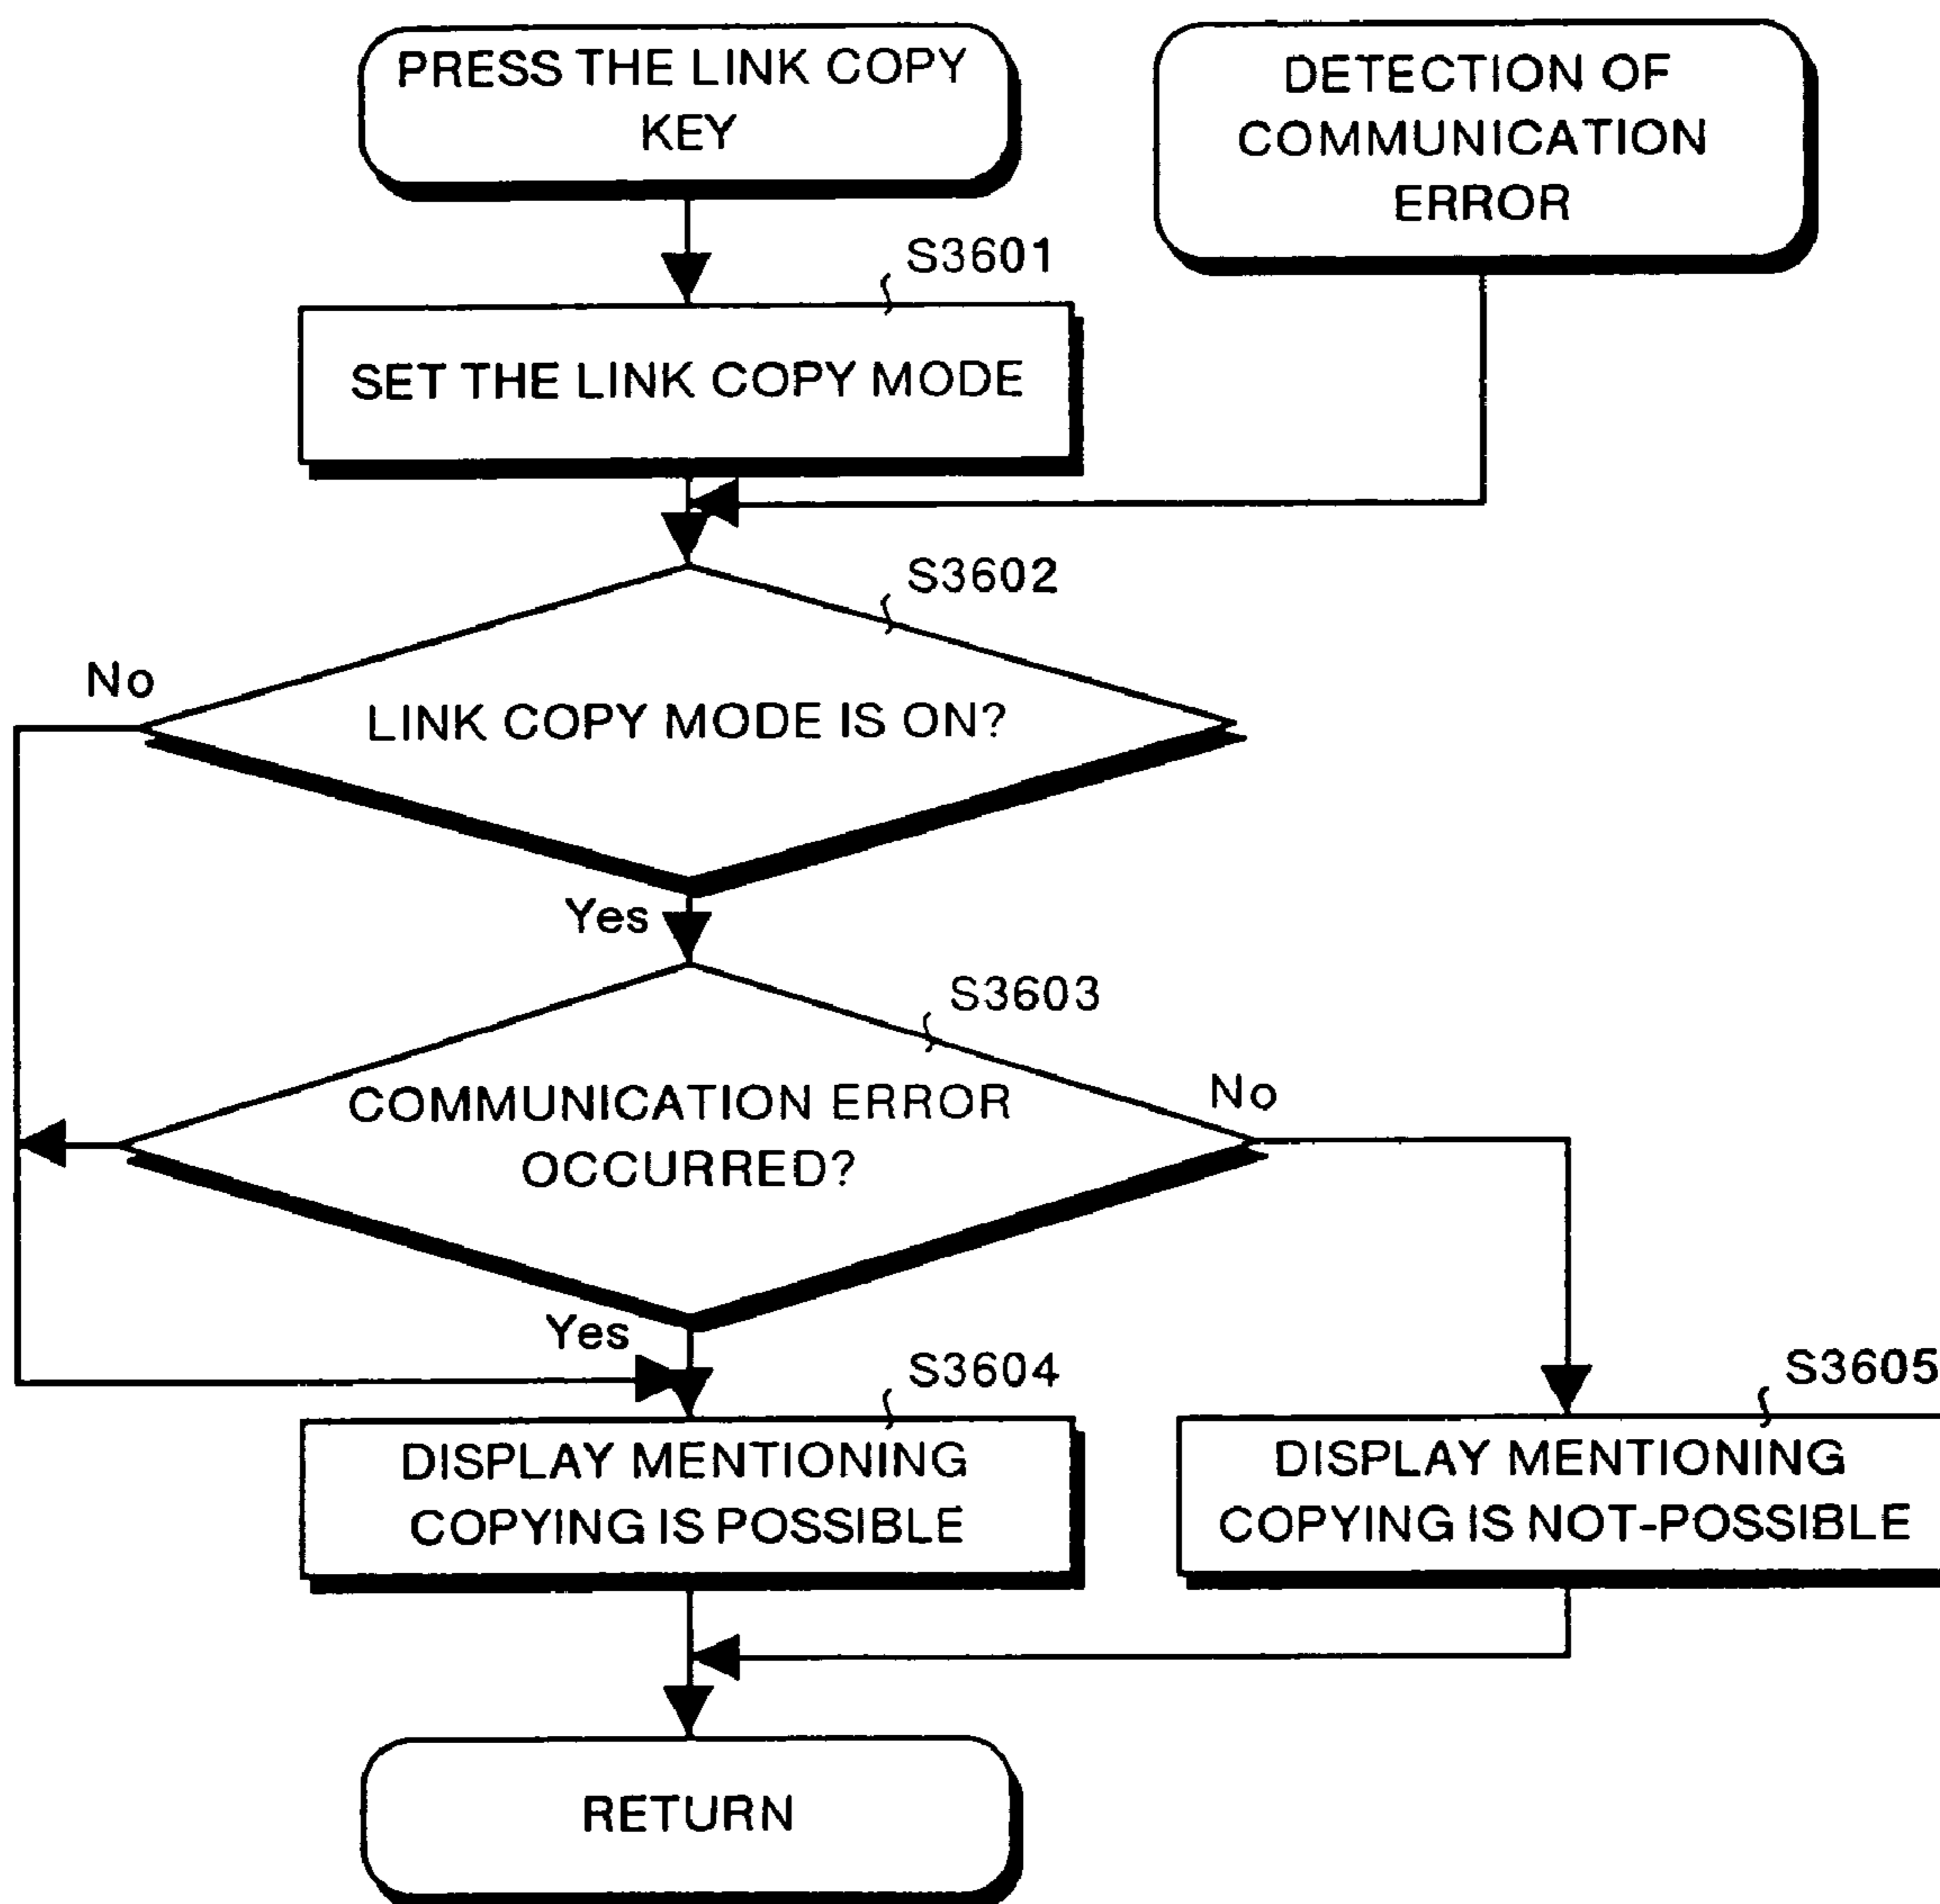 PRESS THE LINK COPY
KEY
DETECTION OF
COMMUNICATION
ERROR
S3601
SET THE LINK COPY MODE
S3602
No
LINK COPY MODE IS ON?
Yes
S3603
COMMUNICATION ERROR
OCCURRED?
No
Yes
S3604
DISPLAY MENTIONING
COPYING IS POSSIBLE
S3605
DISPLAY MENTIONING
COPYING IS NOT-POSSIBLE
RETURN